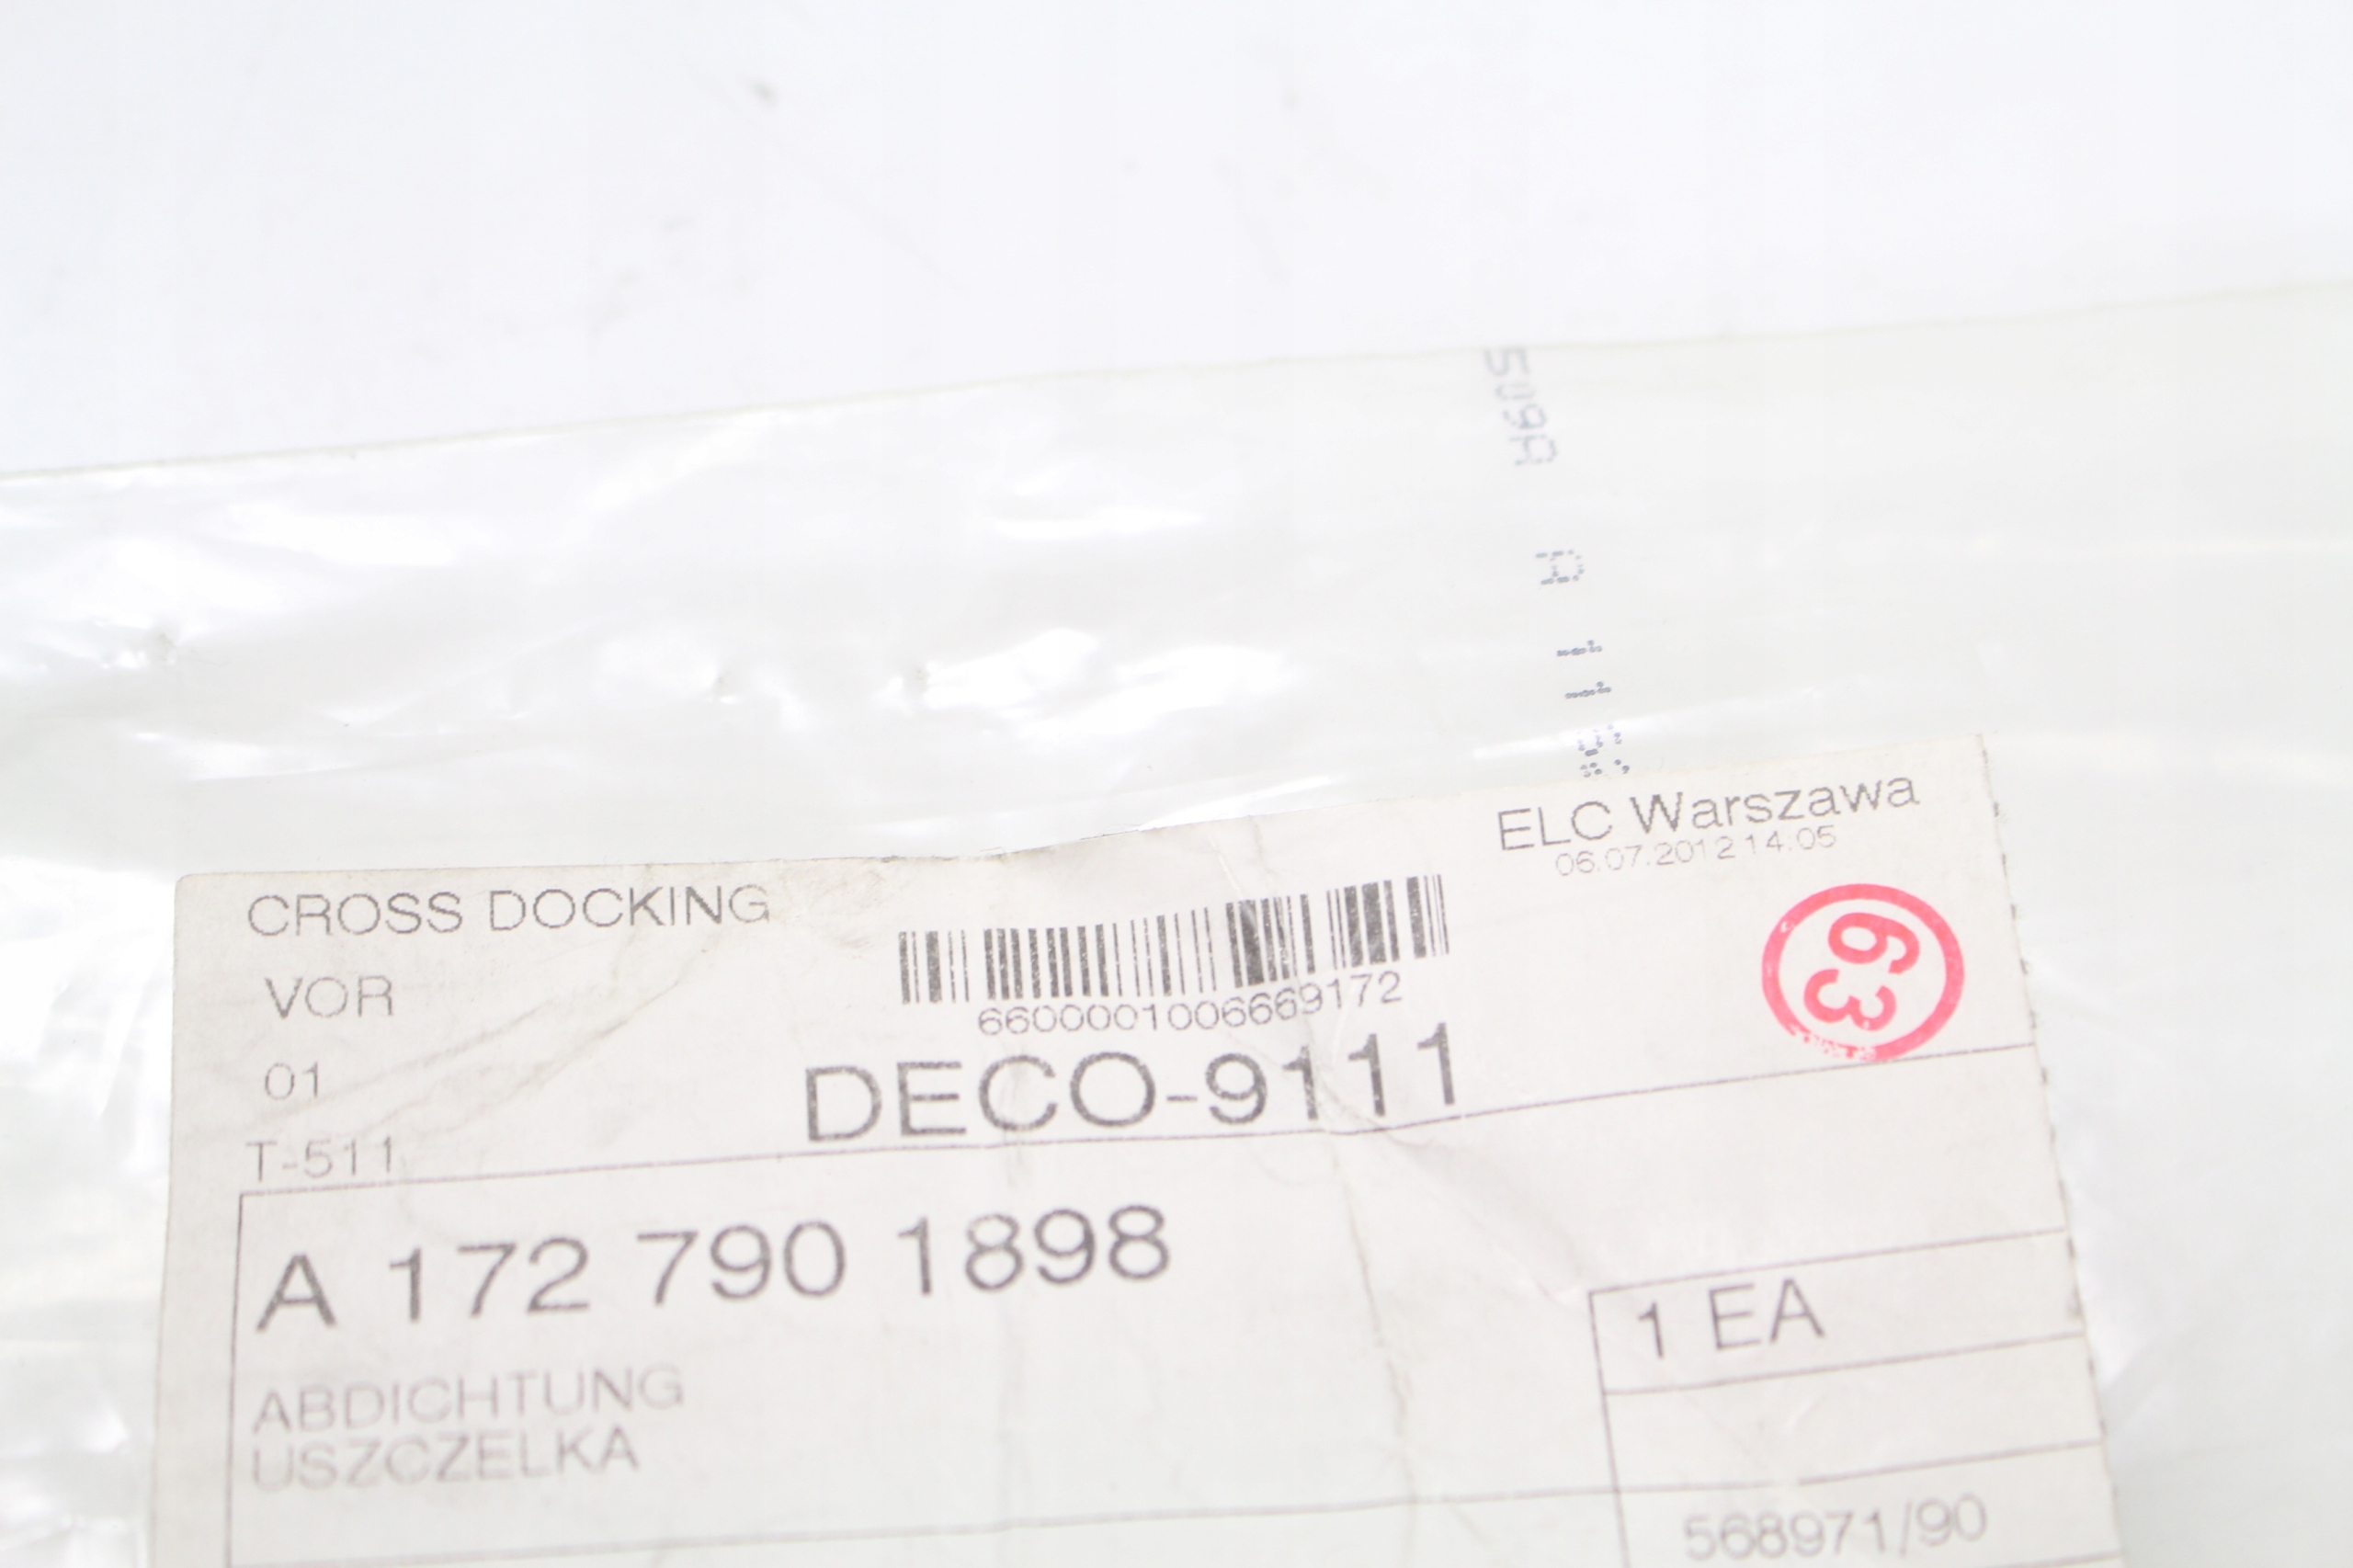 509A
A
ELC Warszawa
06.07.2012 14:05
CROSS DOCKING
VOR
01
T-511
6600001006669172
DECO-9111
63
A 172 790 1898
1 EA
ABDICHTUNG
USZCZELKA
568971/90